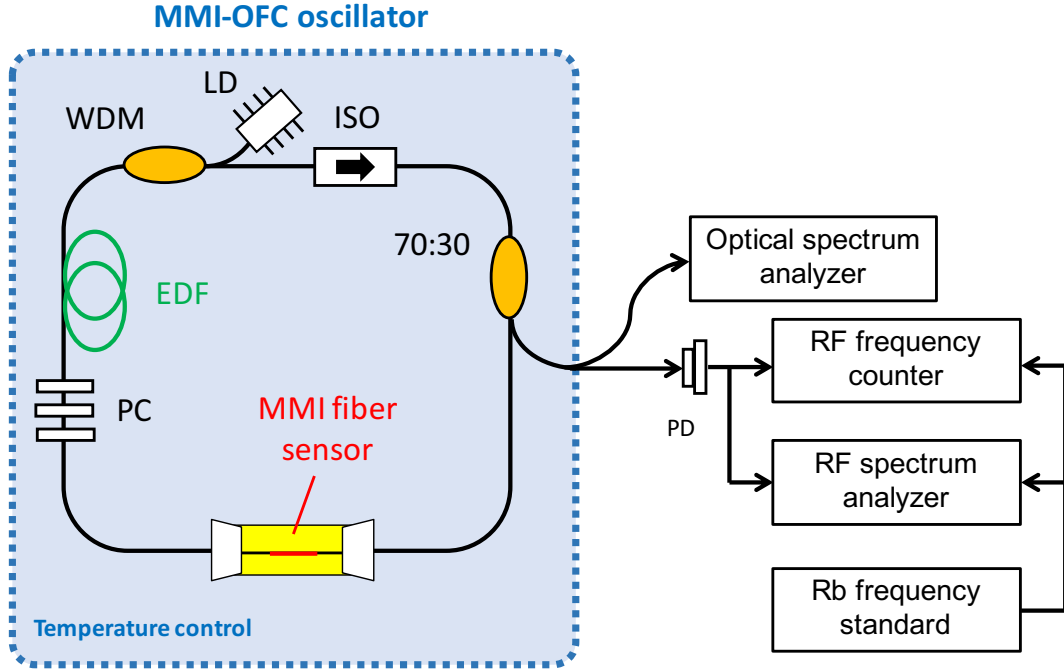 MMI-OFC oscillator
LD
WDM
ISO
70:30
EDF
PC
MMI fiber
sensor
Temperature control
Optical spectrum
analyzer
RF frequency
counter
PD
RF spectrum
analyzer
Rb frequency
standard